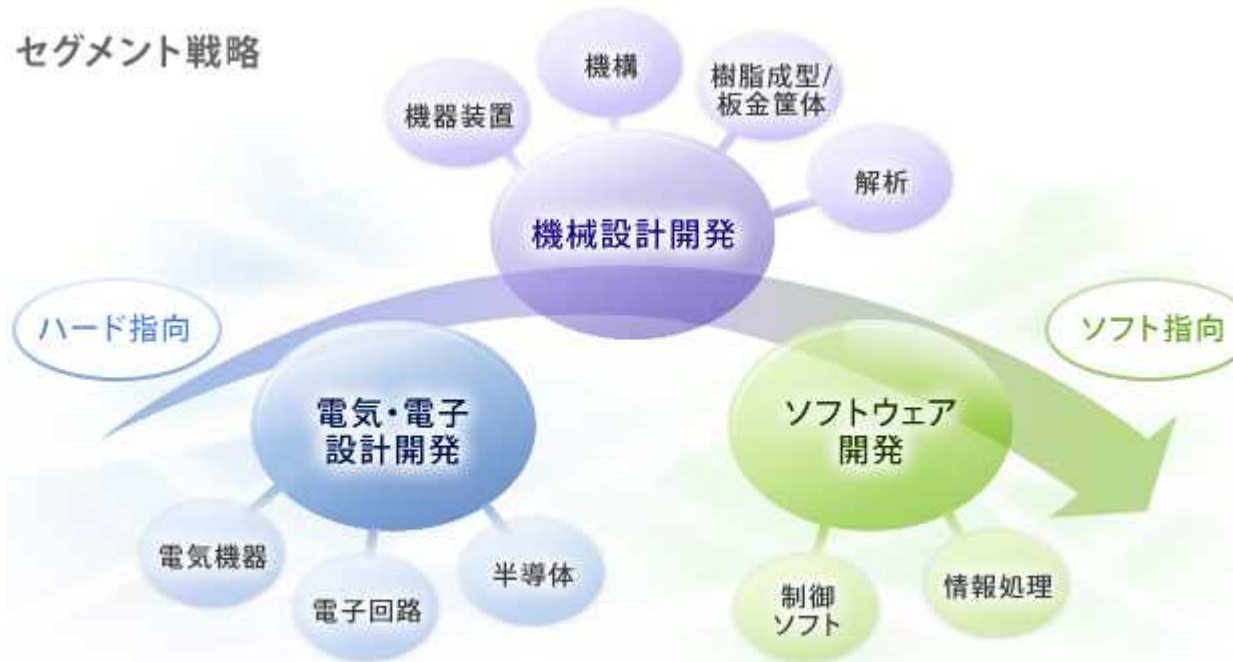 セグメント戦略
機構
樹脂成型/
板金筐体
機器装置
解析
機械設計開発
ハード指向
ソフト指向
電気・電子
設計開発
ソフトウェア
開発
電気機器
電子回路
半導体
制御
ソフト
情報処理